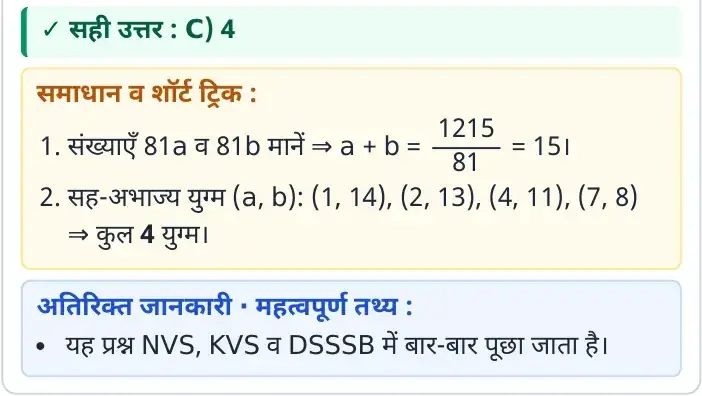 ✓ सही उत्तर : C) 4
समाधान व शॉर्ट ट्रिक :
1. संख्याएँ 81a व 81b मानें ⇒ a + b = 1215/81 = 15।
2. सह-अभाज्य युग्म (a, b): (1, 14), (2, 13), (4, 11), (7, 8)
⇒ कुल 4 युग्म।
अतिरिक्त जानकारी · महत्वपूर्ण तथ्य :
• यह प्रश्न NVS, KVS व DSSSB में बार-बार पूछा जाता है।